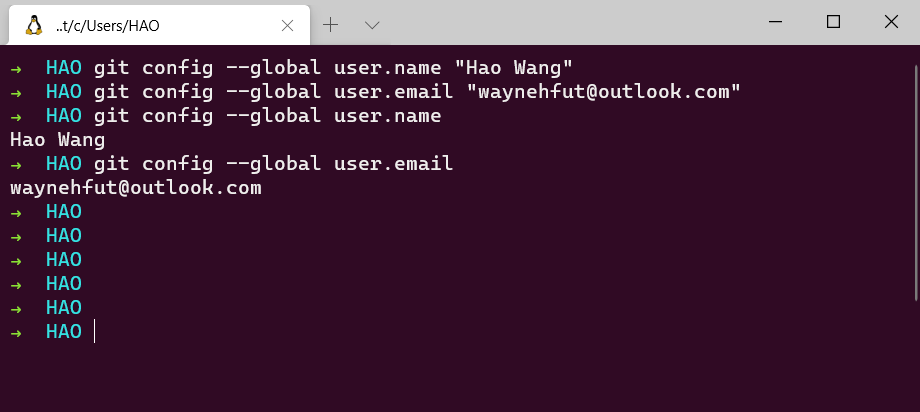 ..t/c/Users/HAO
→ HAO git config --global user.name "Hao Wang"
→ HAO git config --global user.email "waynehfut@outlook.com"
→ HAO git config --global user.name
Hao Wang
→ HAO git config --global user.email
waynehfut@outlook.com
→ HAO
→ HAO
→ HAO
→ HAO
→ HAO
→ HAO